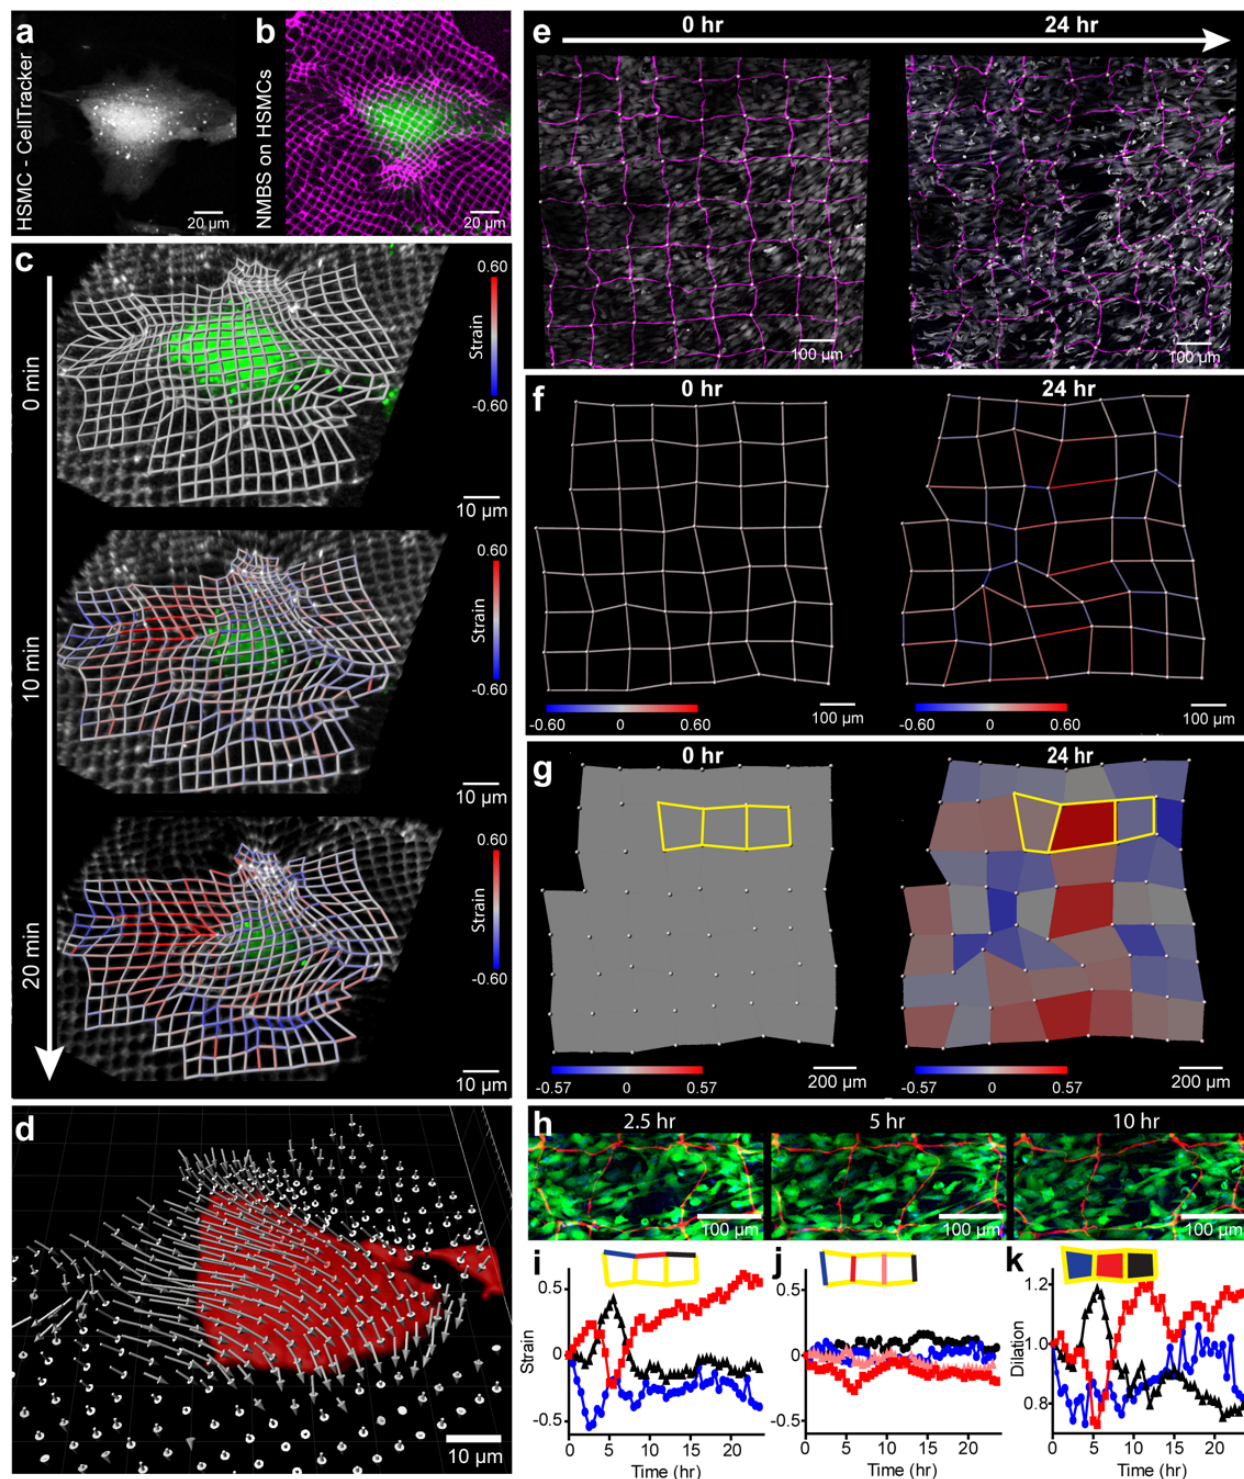 a
HSMC - CellTracker
20 µm
b
NMBS on HSMCs
20 µm
c
0 min
0.60
Strain
-0.60
10 µm
10 min
0.60
Strain
-0.60
10 µm
20 min
0.60
Strain
-0.60
10 µm
d
10 µm
e
0 hr
24 hr
100 µm
100 µm
f
0 hr
24 hr
-0.60 0 0.60
100 µm
-0.60 0 0.60
100 µm
g
0 hr
24 hr
-0.57 0 0.57
200 µm
-0.57 0 0.57
200 µm
h
2.5 hr
5 hr
10 hr
100 µm
100 µm
100 µm
i
0.5
0
-0.5
Strain
0 5 10 15 20
Time (hr)
j
0.5
0
-0.5
0 5 10 15 20
Time (hr)
k
1.2
1.0
0.8
Dilation
0 5 10 15 20
Time (hr)